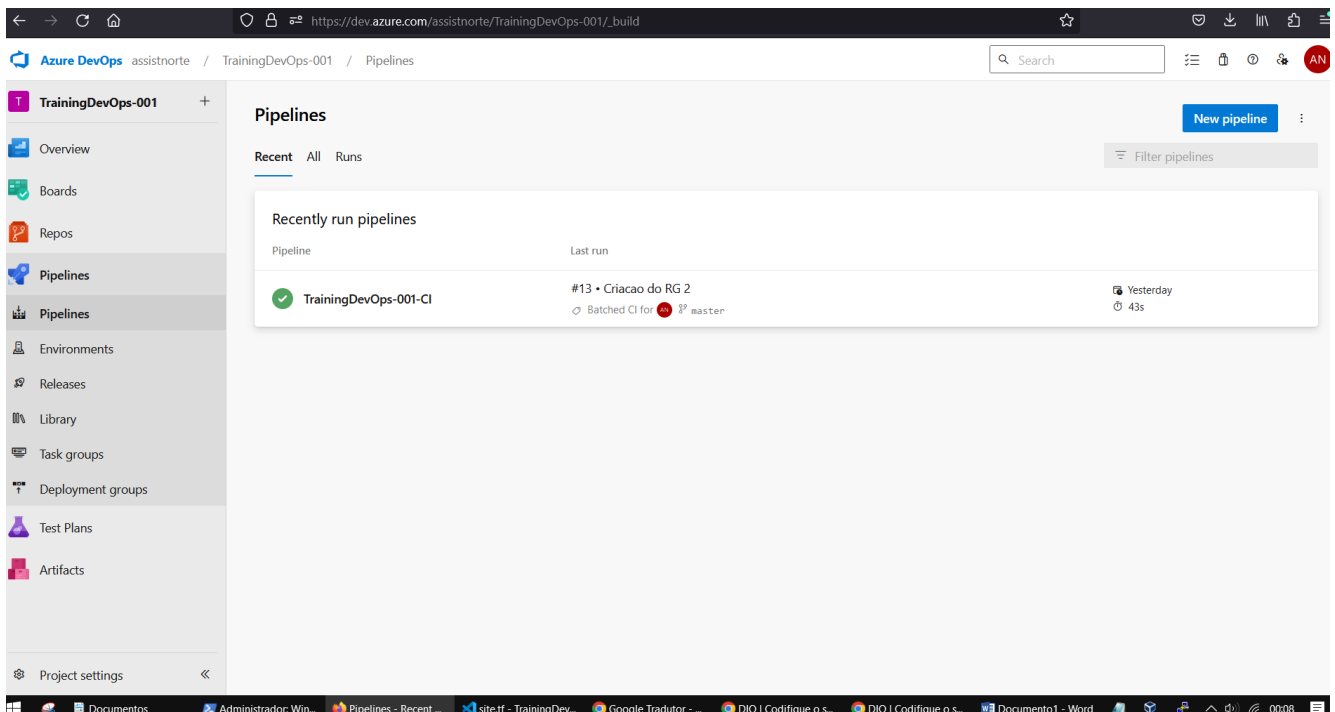 https://dev.azure.com/assistnorte/TrainingDevOps-001/_build
Azure DevOps assistnorte / TrainingDevOps-001 / Pipelines
Search
AN
T TrainingDevOps-001 +
Overview
Boards
Repos
Pipelines
Pipelines
Environments
Releases
Library
Task groups
Deployment groups
Test Plans
Artifacts
Project settings
Pipelines
New pipeline
Recent All Runs
Filter pipelines
Recently run pipelines
Pipeline Last run
TrainingDevOps-001-CI
#13 • Criacao do RG 2
Batched CI for AN master
Yesterday
43s
Documentos Administrador: Win... Pipelines - Recent ... site.tf - TrainingDev... Google Tradutor - ... DIO | Codifique o s... DIO | Codifique o s... Documento1 - Word 00:08